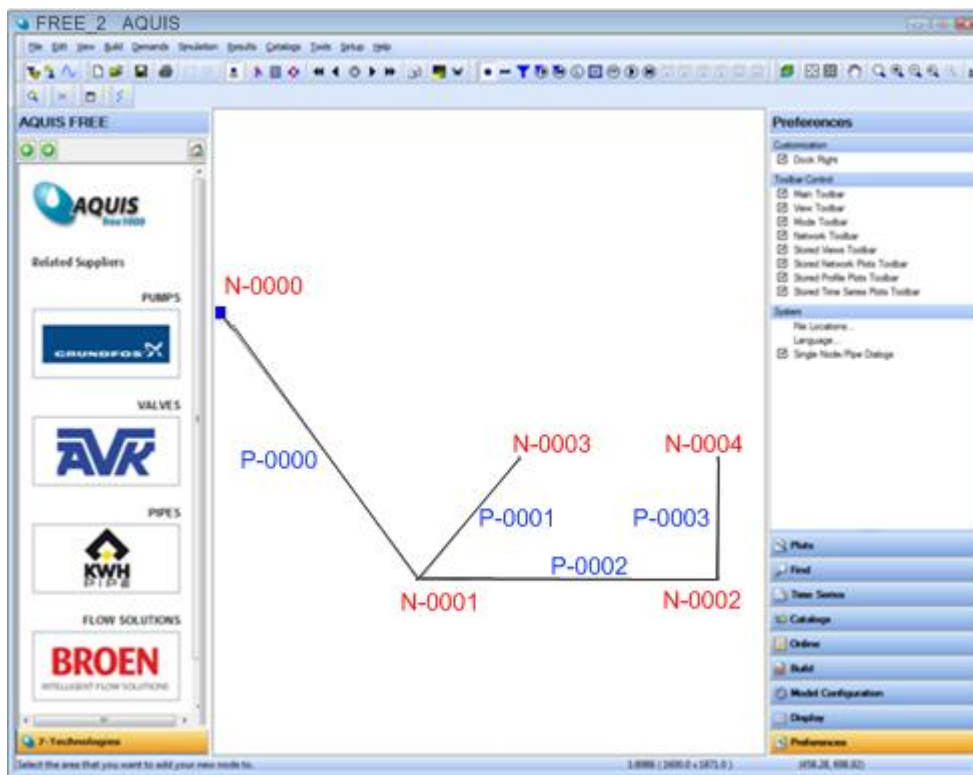 FREE_2 AQUIS
File Edit View Build Demands Simulation Results Catalogs Tools Setup Help
AQUIS FREE
AQUIS
free1000
Related Suppliers
PUMPS
GRUNDFOS
VALVES
AVK
PIPES
KWH
PIPE
FLOW SOLUTIONS
BROEN
INTELLIGENT FLOW SOLUTIONS
7-Technologies
N-0000
P-0000
N-0003
N-0004
P-0001
P-0003
P-0002
N-0001
N-0002
Preferences
Customization
Dock Right
Toolbar Control
Main Toolbar
View Toolbar
Mode Toolbar
Network Toolbar
Stored Views Toolbar
Stored Network Plots Toolbar
Stored Profile Plots Toolbar
Stored Time Series Plots Toolbar
System
File Locations...
Language...
Single Node/Pipe Dialogs
Plots
Find
Time Series
Catalogs
Online
Build
Model Configuration
Display
Preferences
Select the area that you want to add your new node to.